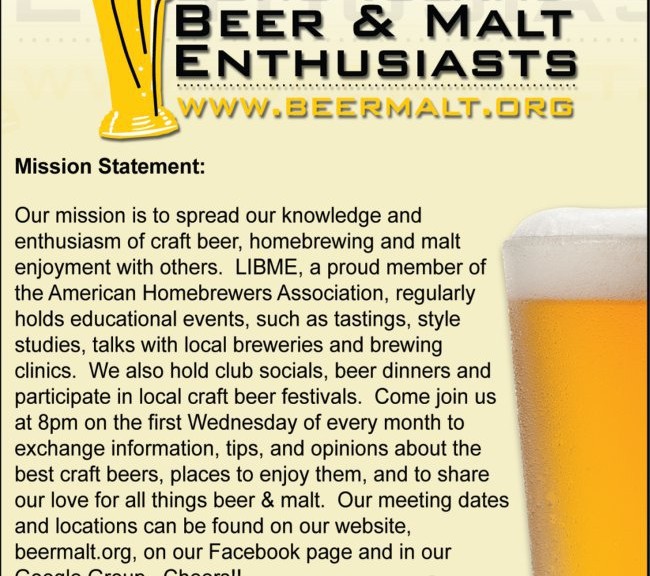 BEER & MALT
ENTHUSIASTS
WWW.BEERMALT.ORG
Mission Statement:
Our mission is to spread our knowledge and
enthusiasm of craft beer, homebrewing and malt
enjoyment with others.  LIBME, a proud member of
the American Homebrewers Association, regularly
holds educational events, such as tastings, style
studies, talks with local breweries and brewing
clinics.  We also hold club socials, beer dinners and
participate in local craft beer festivals.  Come join us
at 8pm on the first Wednesday of every month to
exchange information, tips, and opinions about the
best craft beers, places to enjoy them, and to share
our love for all things beer & malt.  Our meeting dates
and locations can be found on our website,
beermalt.org, on our Facebook page and in our
Google Group.  Cheers!!